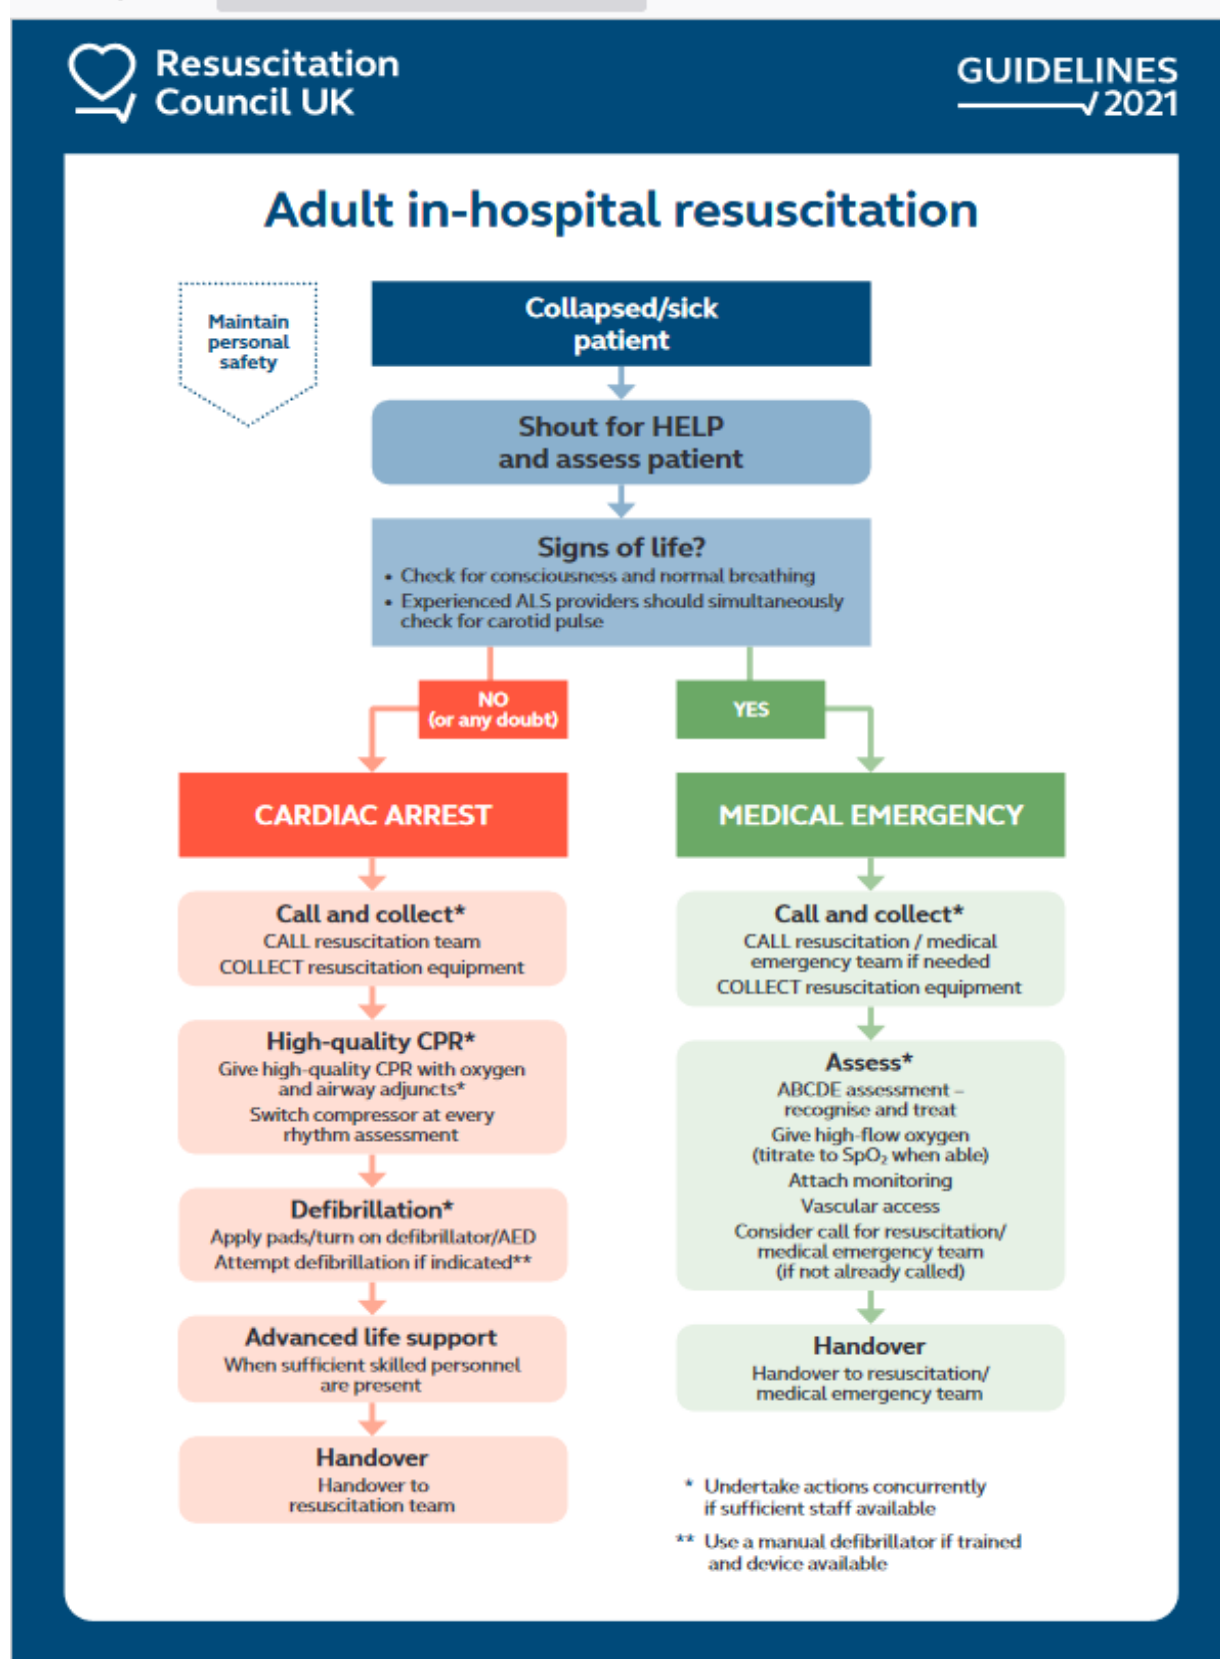 Resuscitation
Council UK
GUIDELINES
2021
Adult in-hospital resuscitation
Maintain
personal
safety
Collapsed/sick
patient
Shout for HELP
and assess patient
Signs of life?
• Check for consciousness and normal breathing
• Experienced ALS providers should simultaneously
check for carotid pulse
NO
(or any doubt)
YES
CARDIAC ARREST
Call and collect*
CALL resuscitation team
COLLECT resuscitation equipment
High-quality CPR*
Give high-quality CPR with oxygen
and airway adjuncts*
Switch compressor at every
rhythm assessment
Defibrillation*
Apply pads/turn on defibrillator/AED
Attempt defibrillation if indicated**
Advanced life support
When sufficient skilled personnel
are present
Handover
Handover to
resuscitation team
MEDICAL EMERGENCY
Call and collect*
CALL resuscitation / medical
emergency team if needed
COLLECT resuscitation equipment
Assess*
ABCDE assessment –
recognise and treat
Give high-flow oxygen
(titrate to SpO₂ when able)
Attach monitoring
Vascular access
Consider call for resuscitation/
medical emergency team
(if not already called)
Handover
Handover to resuscitation/
medical emergency team
* Undertake actions concurrently
if sufficient staff available
** Use a manual defibrillator if trained
and device available